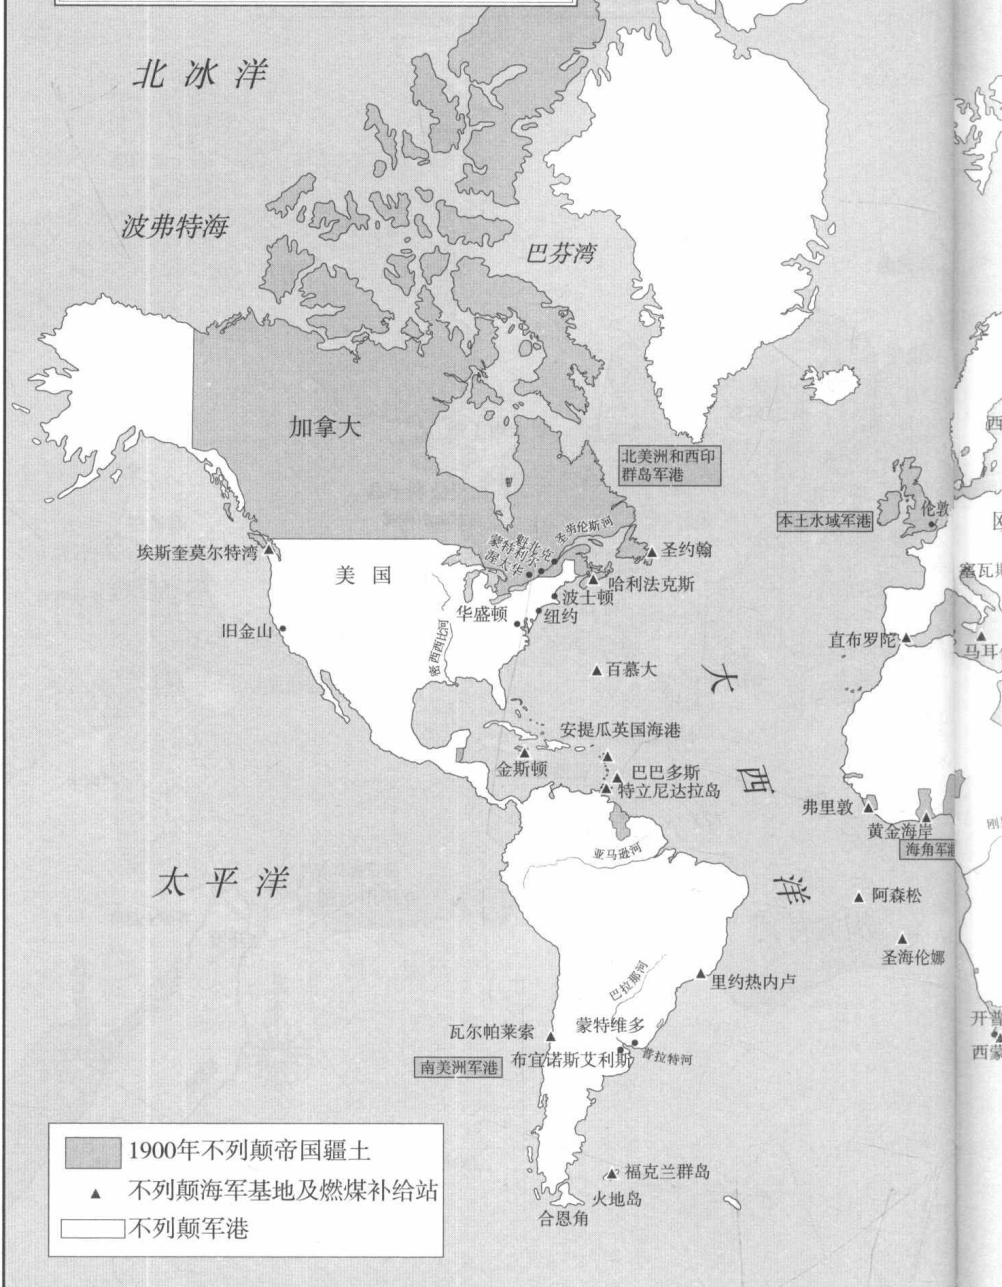 北冰洋
波弗特海
巴芬湾
加拿大
北美洲和西印
群岛军港
本土水域军港
伦敦
圣劳伦斯河
魁北克
蒙特利尔
渥太华
圣约翰
埃斯奎莫尔特湾
美国
哈利法克斯
波士顿
华盛顿
纽约
旧金山
密西西比河
直布罗陀
百慕大
大西洋
安提瓜英国海港
金斯顿
巴巴多斯
特立尼达拉岛
弗里敦
黄金海岸
海角军港
亚马逊河
太平洋
阿森松
圣海伦娜
里约热内卢
巴拉那河
瓦尔帕莱索
蒙特维多
南美洲军港
布宜诺斯艾利斯
普拉特河
福克兰群岛
火地岛
合恩角
1900年不列颠帝国疆土
不列颠海军基地及燃煤补给站
不列颠军港